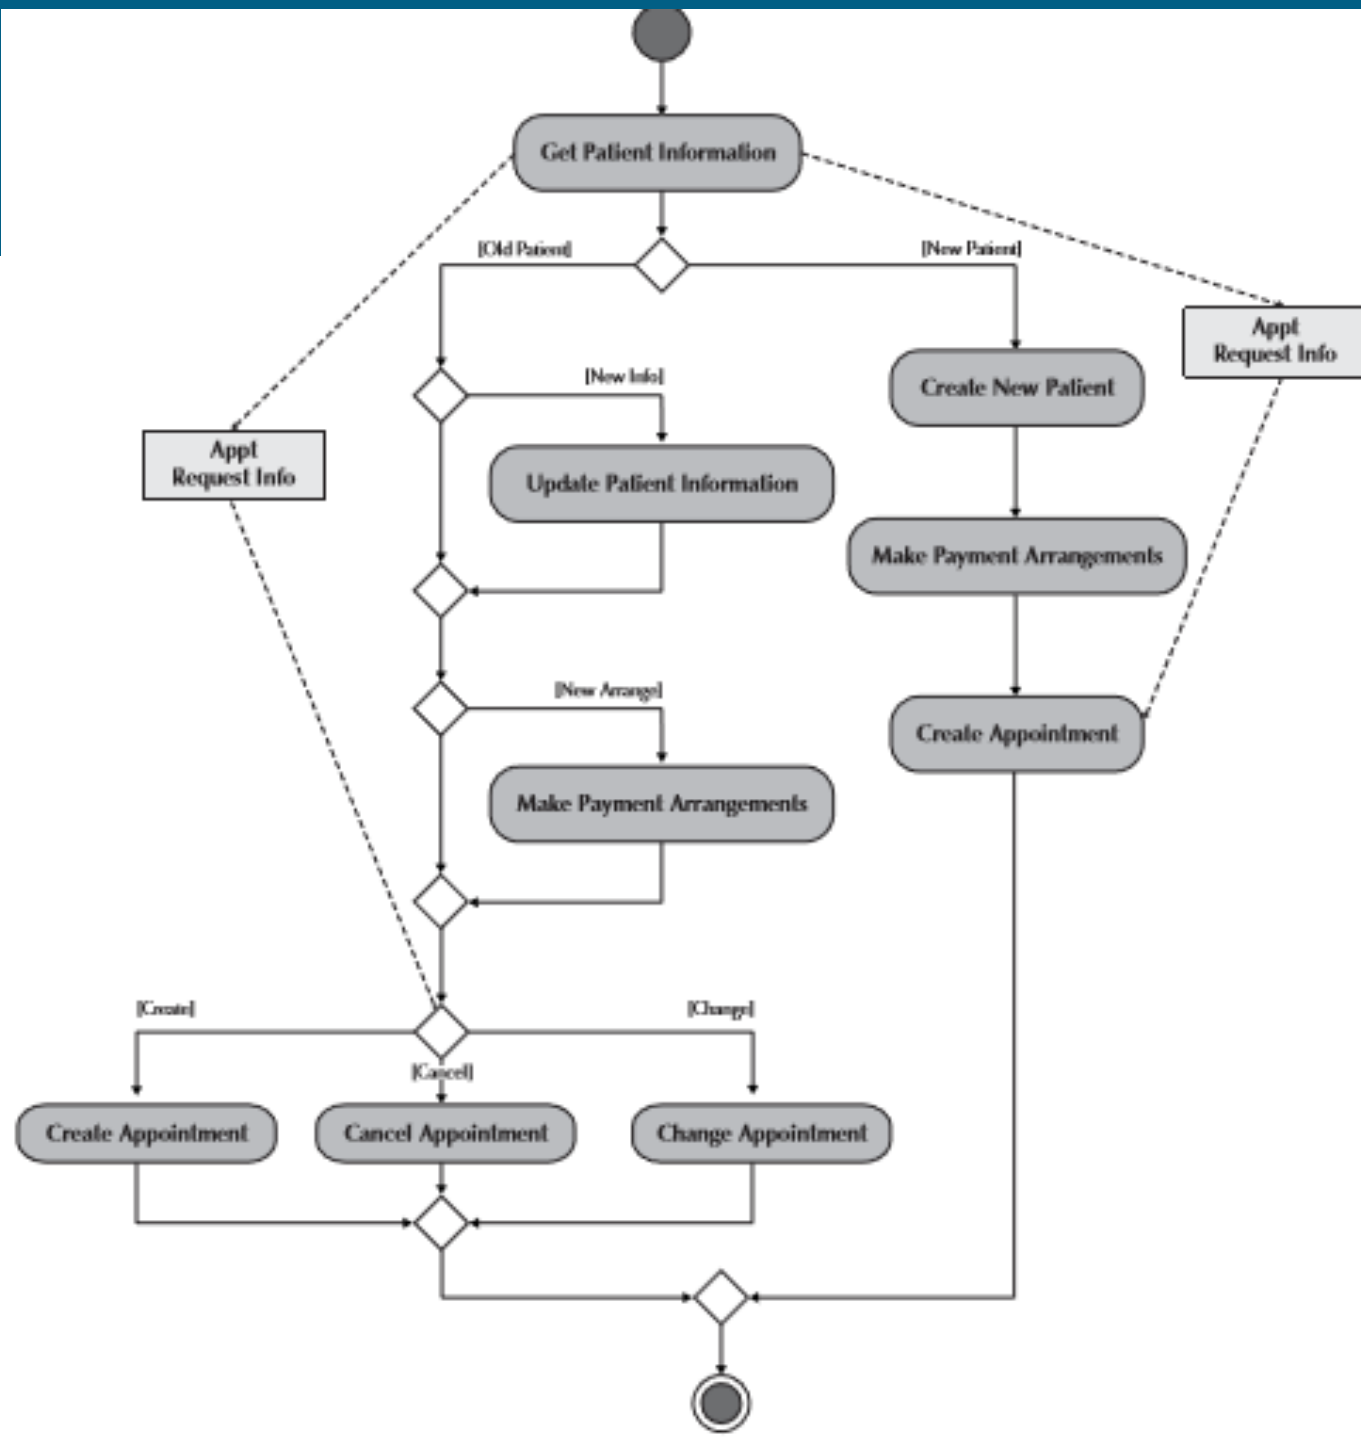 Get Patient Information
[Old Patient]
[New Patient]
Appt
Request Info
[New Info]
Create New Patient
Appt
Request Info
Update Patient Information
Make Payment Arrangements
[New Arrange]
Create Appointment
Make Payment Arrangements
[Create]
[Change]
[Cancel]
Create Appointment
Cancel Appointment
Change Appointment